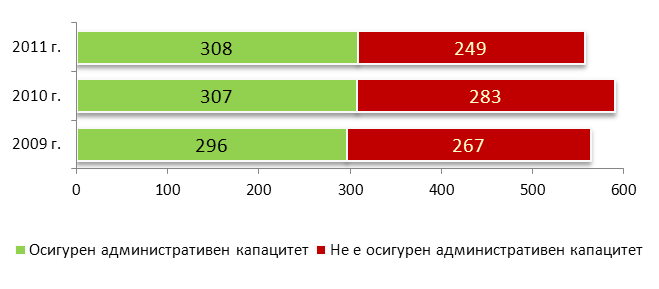 2011 г.
308
249
2010 г.
307
283
2009 г.
296
267
0 100 200 300 400 500 600
Осигурен административен капацитет Не е осигурен административен капацитет